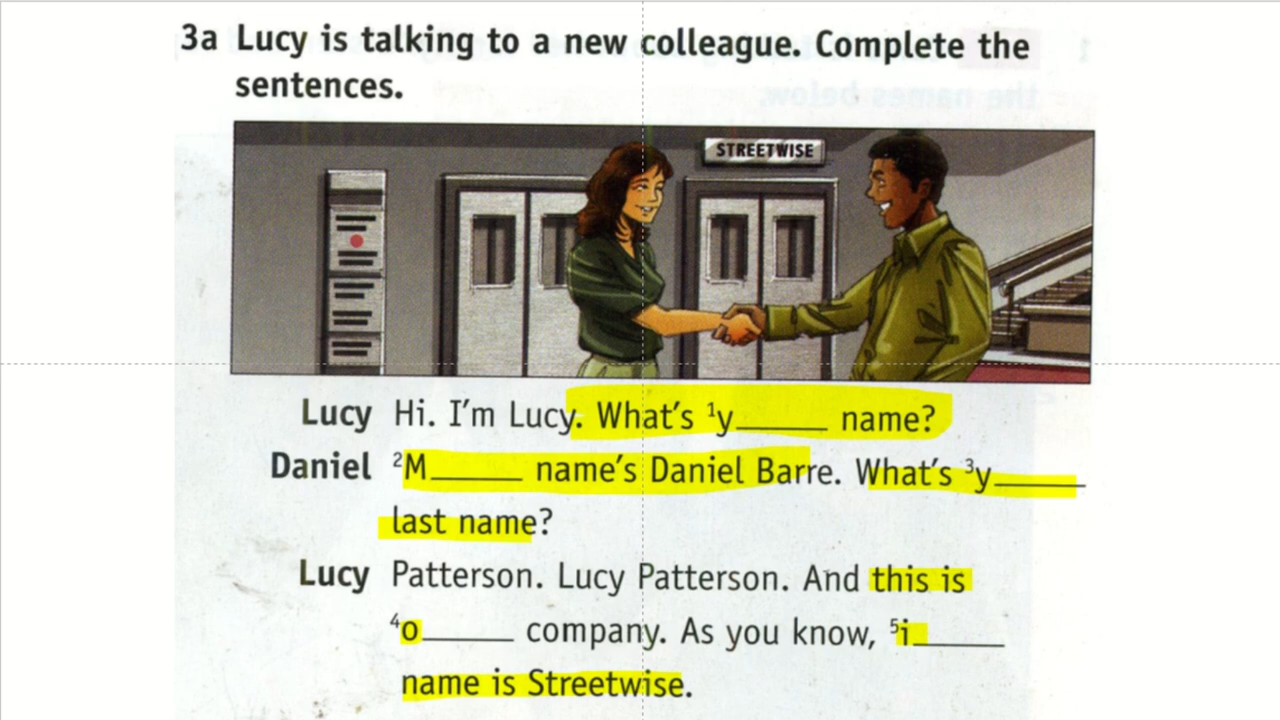 3a Lucy is talking to a new colleague. Complete the
sentences.
STREETWISE
Lucy Hi. I'm Lucy. What's ¹y_____ name?
Daniel ²M_____ name's Daniel Barre. What's ³y_____
last name?
Lucy Patterson. Lucy Patterson. And this is
⁴o_____ company. As you know, ⁵i_____
name is Streetwise.